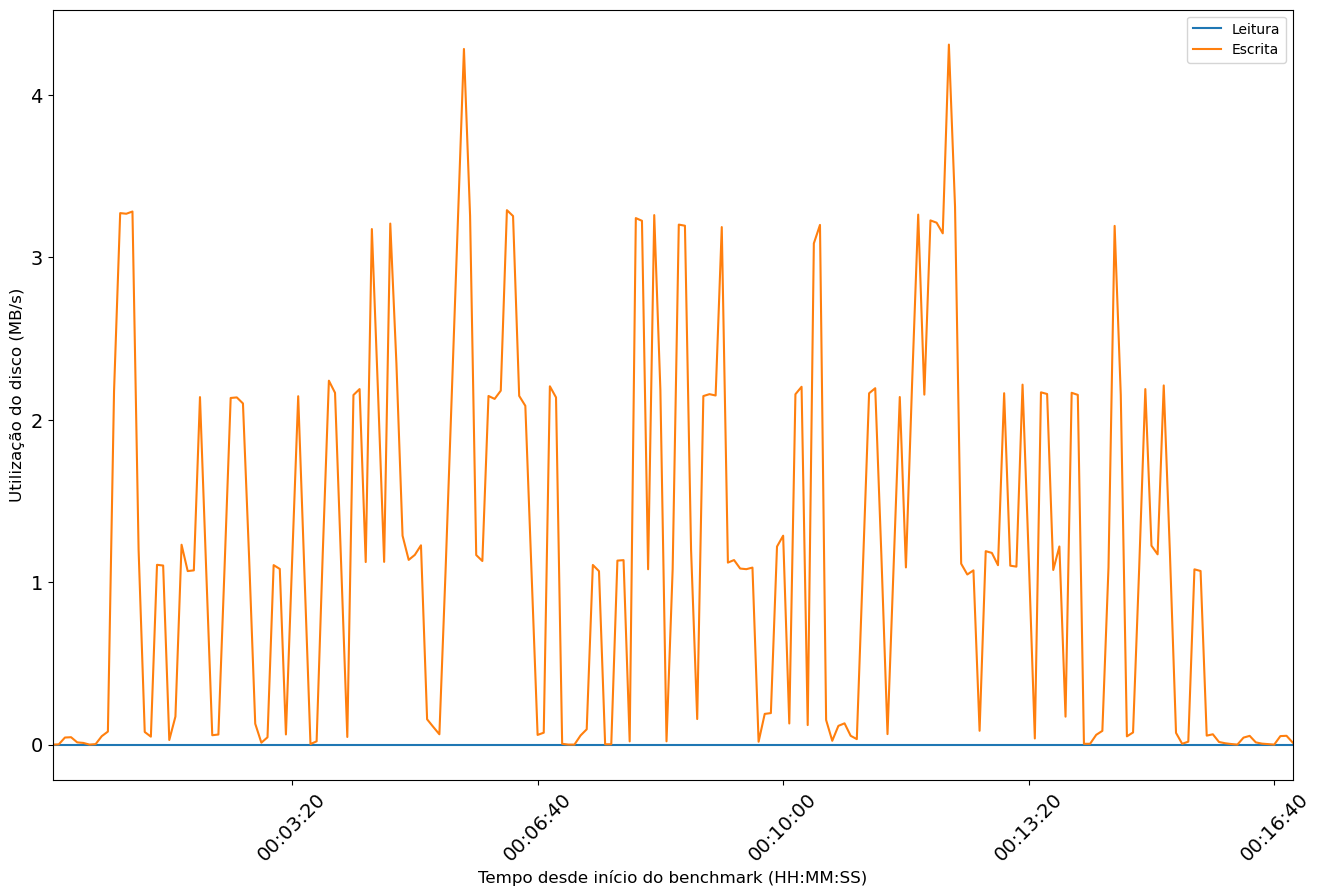 Leitura
Escrita
4
3
2
1
0
Utilização do disco (MB/s)
00:03:20
00:06:40
00:10:00
00:13:20
00:16:40
Tempo desde início do benchmark (HH:MM:SS)